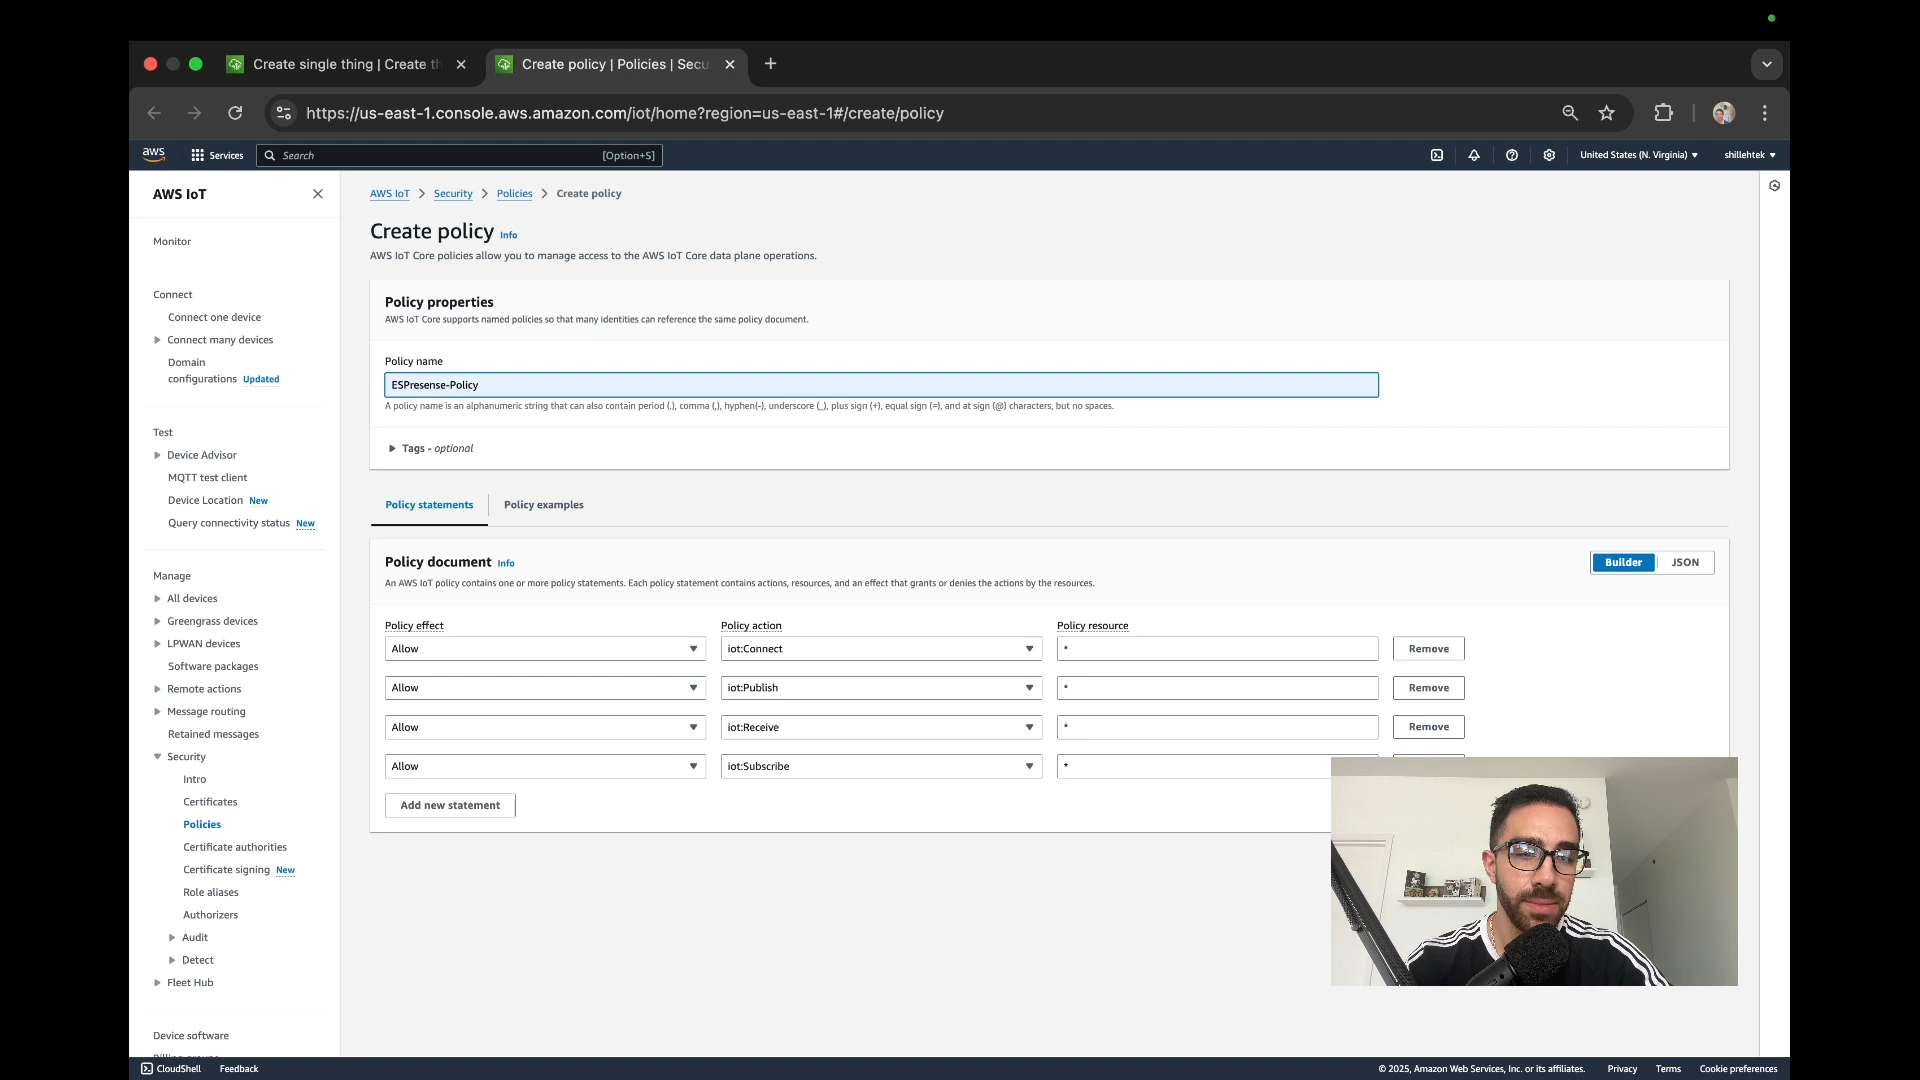 Create single thing | Create th
Create policy | Policies | Secu
https://us-east-1.console.aws.amazon.com/iot/home?region=us-east-1#/create/policy
aws
Services
Search
[Option+S]
United States (N. Virginia)
shillehtek
AWS IoT
Monitor
Connect
Connect one device
Connect many devices
Domain
configurations Updated
Test
Device Advisor
MQTT test client
Device Location New
Query connectivity status New
Manage
All devices
Greengrass devices
LPWAN devices
Software packages
Remote actions
Message routing
Retained messages
Security
Intro
Certificates
Policies
Certificate authorities
Certificate signing New
Role aliases
Authorizers
Audit
Detect
Fleet Hub
Device software
AWS IoT > Security > Policies > Create policy
Create policy Info
AWS IoT Core policies allow you to manage access to the AWS IoT Core data plane operations.
Policy properties
AWS IoT Core supports named policies so that many identities can reference the same policy document.
Policy name
ESPresense-Policy
A policy name is an alphanumeric string that can also contain period (.), comma (,), hyphen(-), underscore (_), plus sign (+), equal sign (=), and at sign (@) characters, but no spaces.
Tags - optional
Policy statements
Policy examples
Policy document Info
Builder
JSON
An AWS IoT policy contains one or more policy statements. Each policy statement contains actions, resources, and an effect that grants or denies the actions by the resources.
Policy effect
Policy action
Policy resource
Allow
iot:Connect
*
Remove
Allow
iot:Publish
*
Remove
Allow
iot:Receive
*
Remove
Allow
iot:Subscribe
*
Add new statement
CloudShell
Feedback
© 2025, Amazon Web Services, Inc. or its affiliates.
Privacy
Terms
Cookie preferences